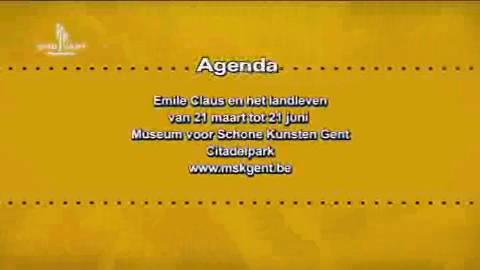 Agenda
Emile Claus en het landleven
van 21 maart tot 21 juni
Museum voor Schone Kunsten Gent
Citadelpark
www.mskgent.be